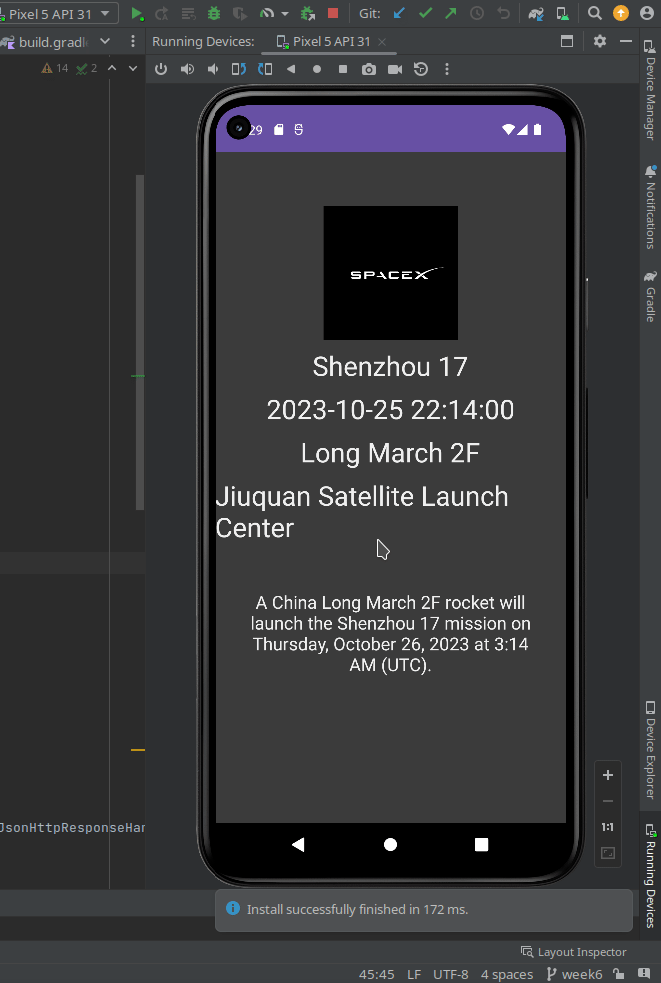 Pixel 5 API 31
Git:
build.gradl
Running Devices:
Pixel 5 API 31
14
2
29
SPACEX
Shenzhou 17
2023-10-25 22:14:00
Long March 2F
Jiuquan Satellite Launch
Center
A China Long March 2F rocket will
launch the Shenzhou 17 mission on
Thursday, October 26, 2023 at 3:14
AM (UTC).
JsonHttpResponseHar
1:1
Install successfully finished in 172 ms.
Device Manager
Notifications
Gradle
Device Explorer
Running Devices
Layout Inspector
45:45
LF
UTF-8
4 spaces
week6